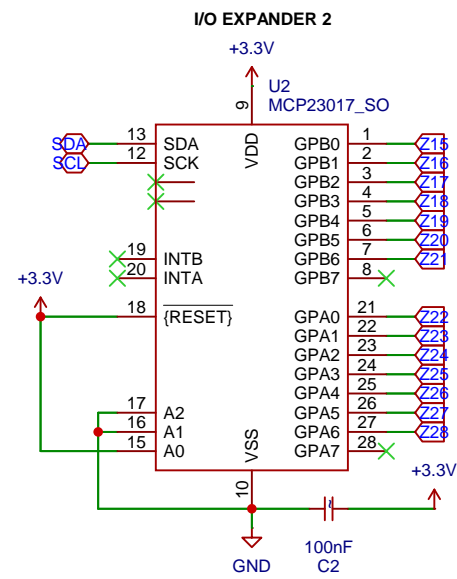 I/O EXPANDER 2
+3.3V
U2
MCP23017_SO
9
VDD
SDA 13 SDA
SCL 12 SCK
19 INTB
20 INTA
+3.3V
18 {RESET}
17 A2
16 A1
15 A0
GPB0 1 Z15
GPB1 2 Z16
GPB2 3 Z17
GPB3 4 Z18
GPB4 5 Z19
GPB5 6 Z20
GPB6 7 Z21
GPB7 8
GPA0 21 Z22
GPA1 22 Z23
GPA2 23 Z24
GPA3 24 Z25
GPA4 25 Z26
GPA5 26 Z27
GPA6 27 Z28
GPA7 28
VSS
10
+3.3V
GND
100nF
C2